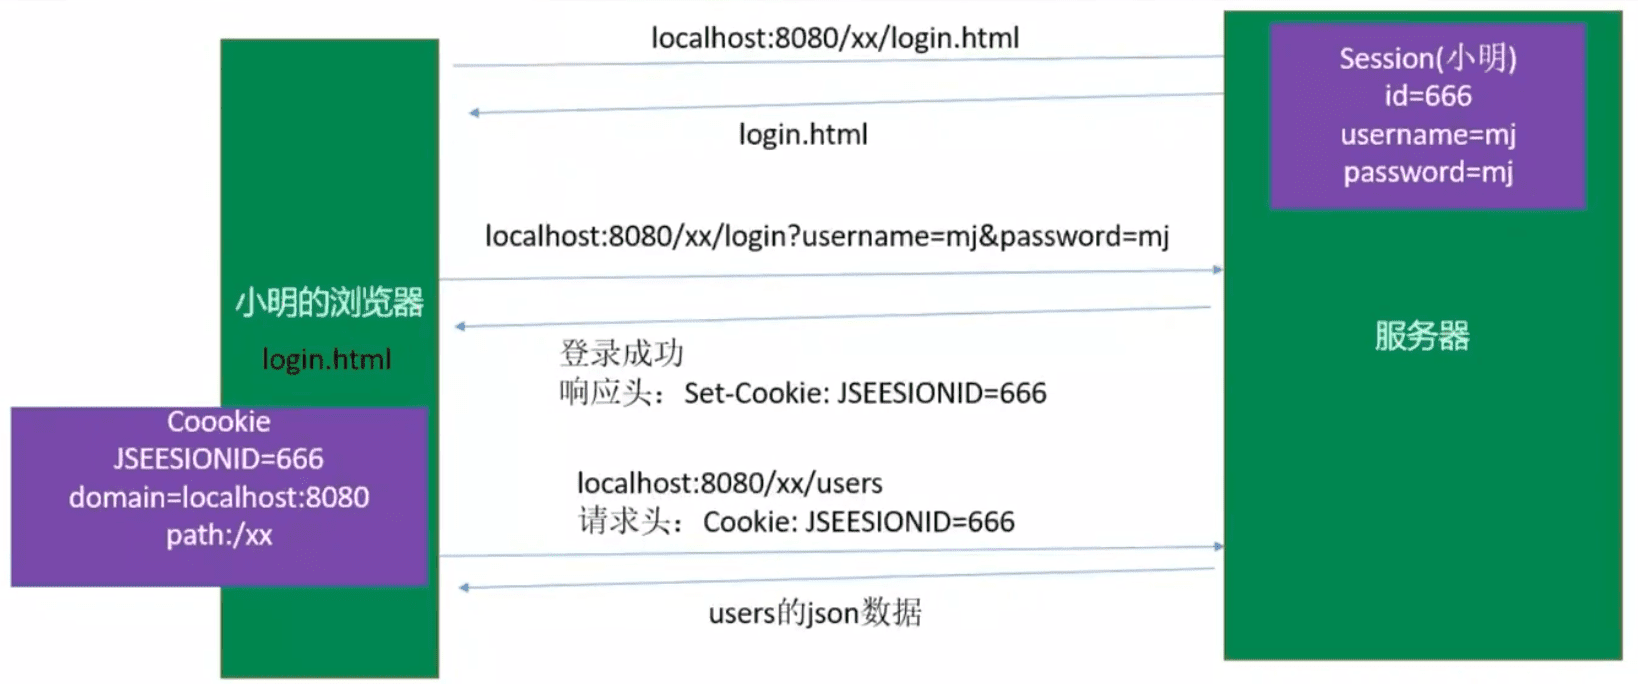 localhost:8080/xx/login.html
login.html
Session(小明)
id=666
username=mj
password=mj
localhost:8080/xx/login?username=mj&password=mj
小明的浏览器
login.html
登录成功
响应头：Set-Cookie: JSEESIONID=666
服务器
Coookie
JSEESIONID=666
domain=localhost:8080
path:/xx
localhost:8080/xx/users
请求头：Cookie: JSEESIONID=666
users的json数据